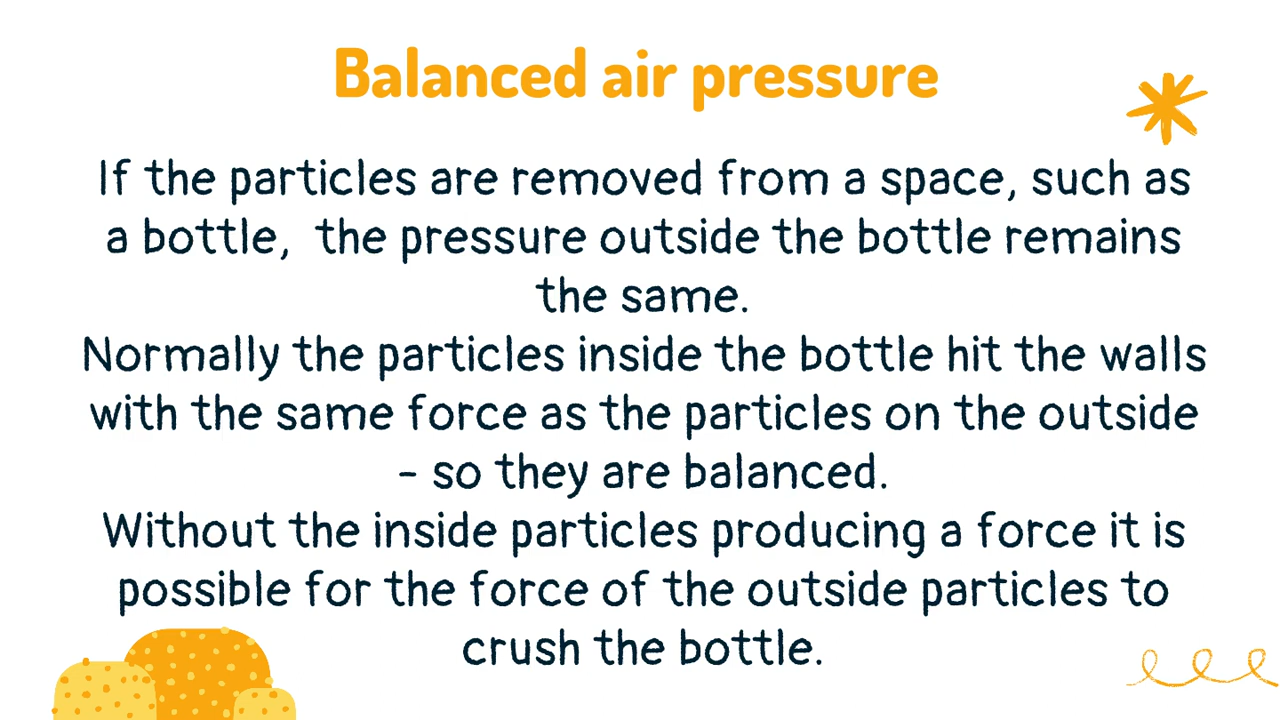 Balanced air pressure
If the particles are removed from a space, such as
a bottle,  the pressure outside the bottle remains
the same.
Normally the particles inside the bottle hit the walls
with the same force as the particles on the outside
- so they are balanced.
Without the inside particles producing a force it is
possible for the force of the outside particles to
crush the bottle.